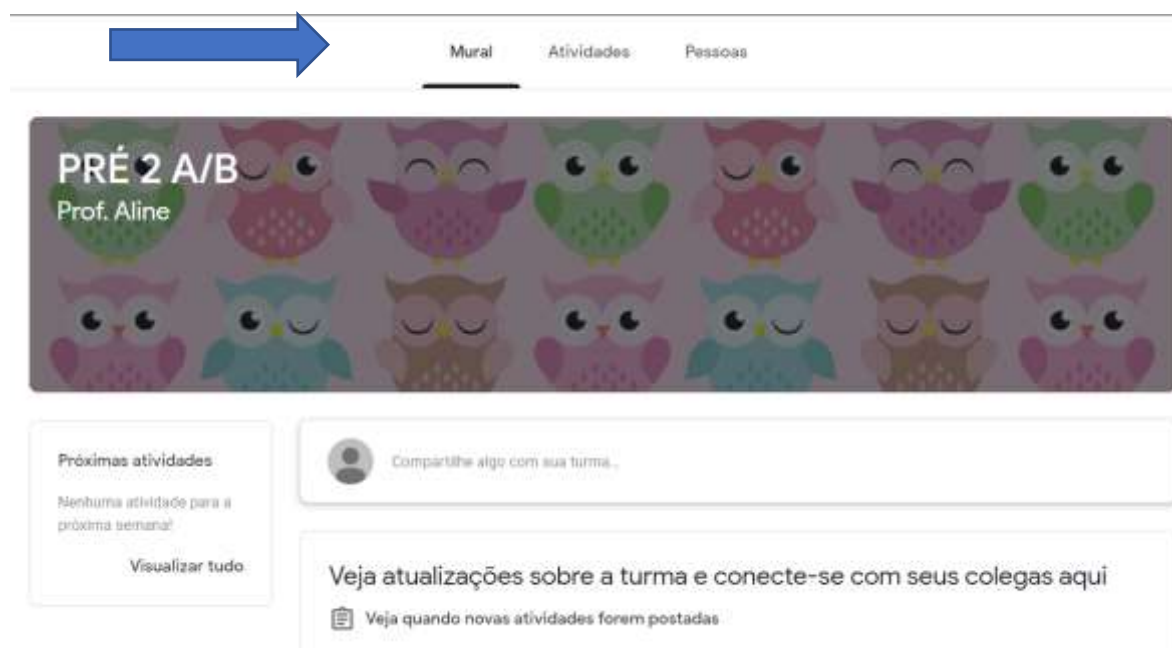 Mural Atividades Pessoas
PRÉ 2 A/B
Prof. Aline
Próximas atividades
Nenhuma atividade para a
próxima semana!
Visualizar tudo
Compartilhe algo com sua turma...
Veja atualizações sobre a turma e conecte-se com seus colegas aqui
Veja quando novas atividades forem postadas